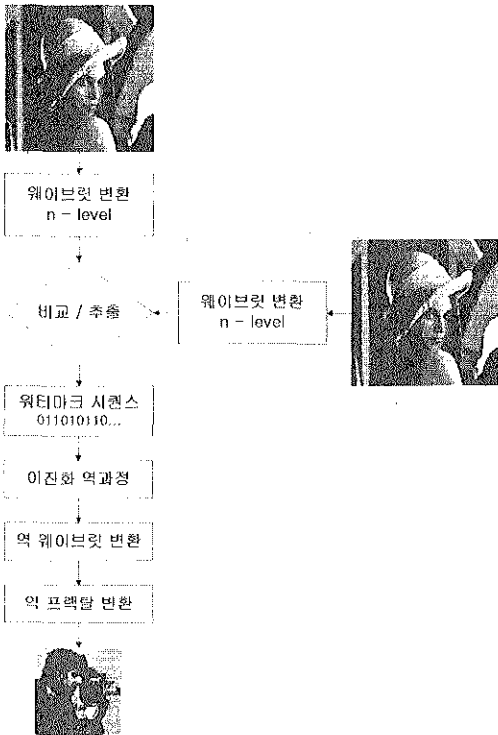 웨이브릿 변환
n - level
비교 / 추출
웨이브릿 변환
n - level
워터마크 시퀀스
011010110...
이진화 역과정
역 웨이브릿 변환
역 프랙탈 변환